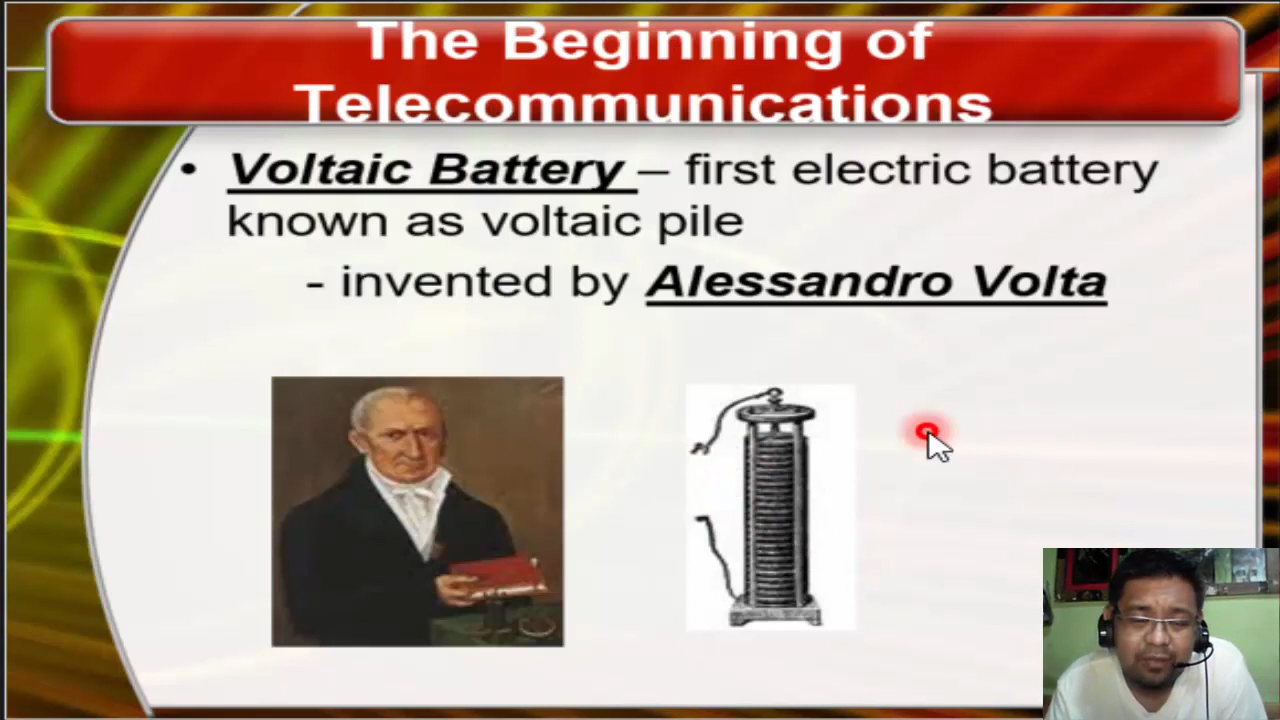 The Beginning of
Telecommunications
• Voltaic Battery – first electric battery
known as voltaic pile
- invented by Alessandro Volta